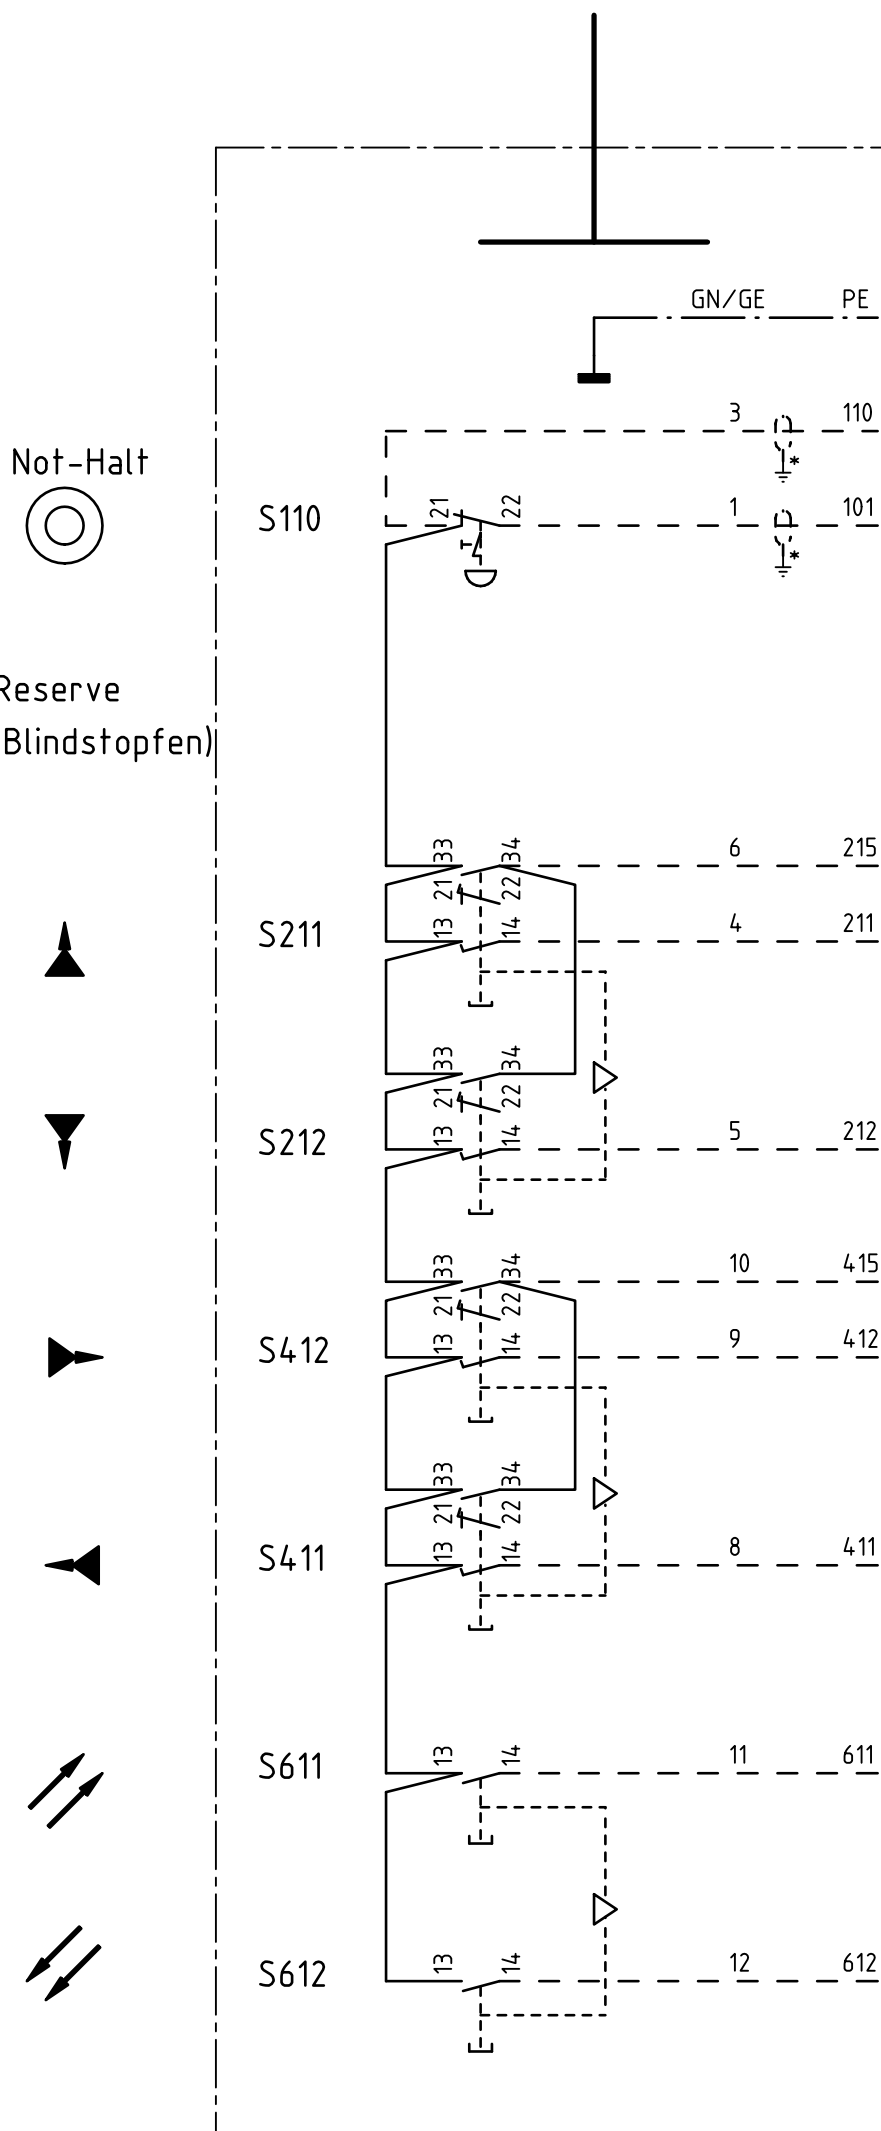 GN/GE PE
3 110
*
Not-Halt
S110 21 22 1 101
*
Reserve
(Blindstopfen)
33 34 6 215
21 22
S211 13 14 4 211
33 34
21 22
S212 13 14 5 212
33 34 10 415
21 22
S412 13 14 9 412
33 34
21 22
S411 13 14 8 411
S611 13 14 11 611
S612 13 14 12 612